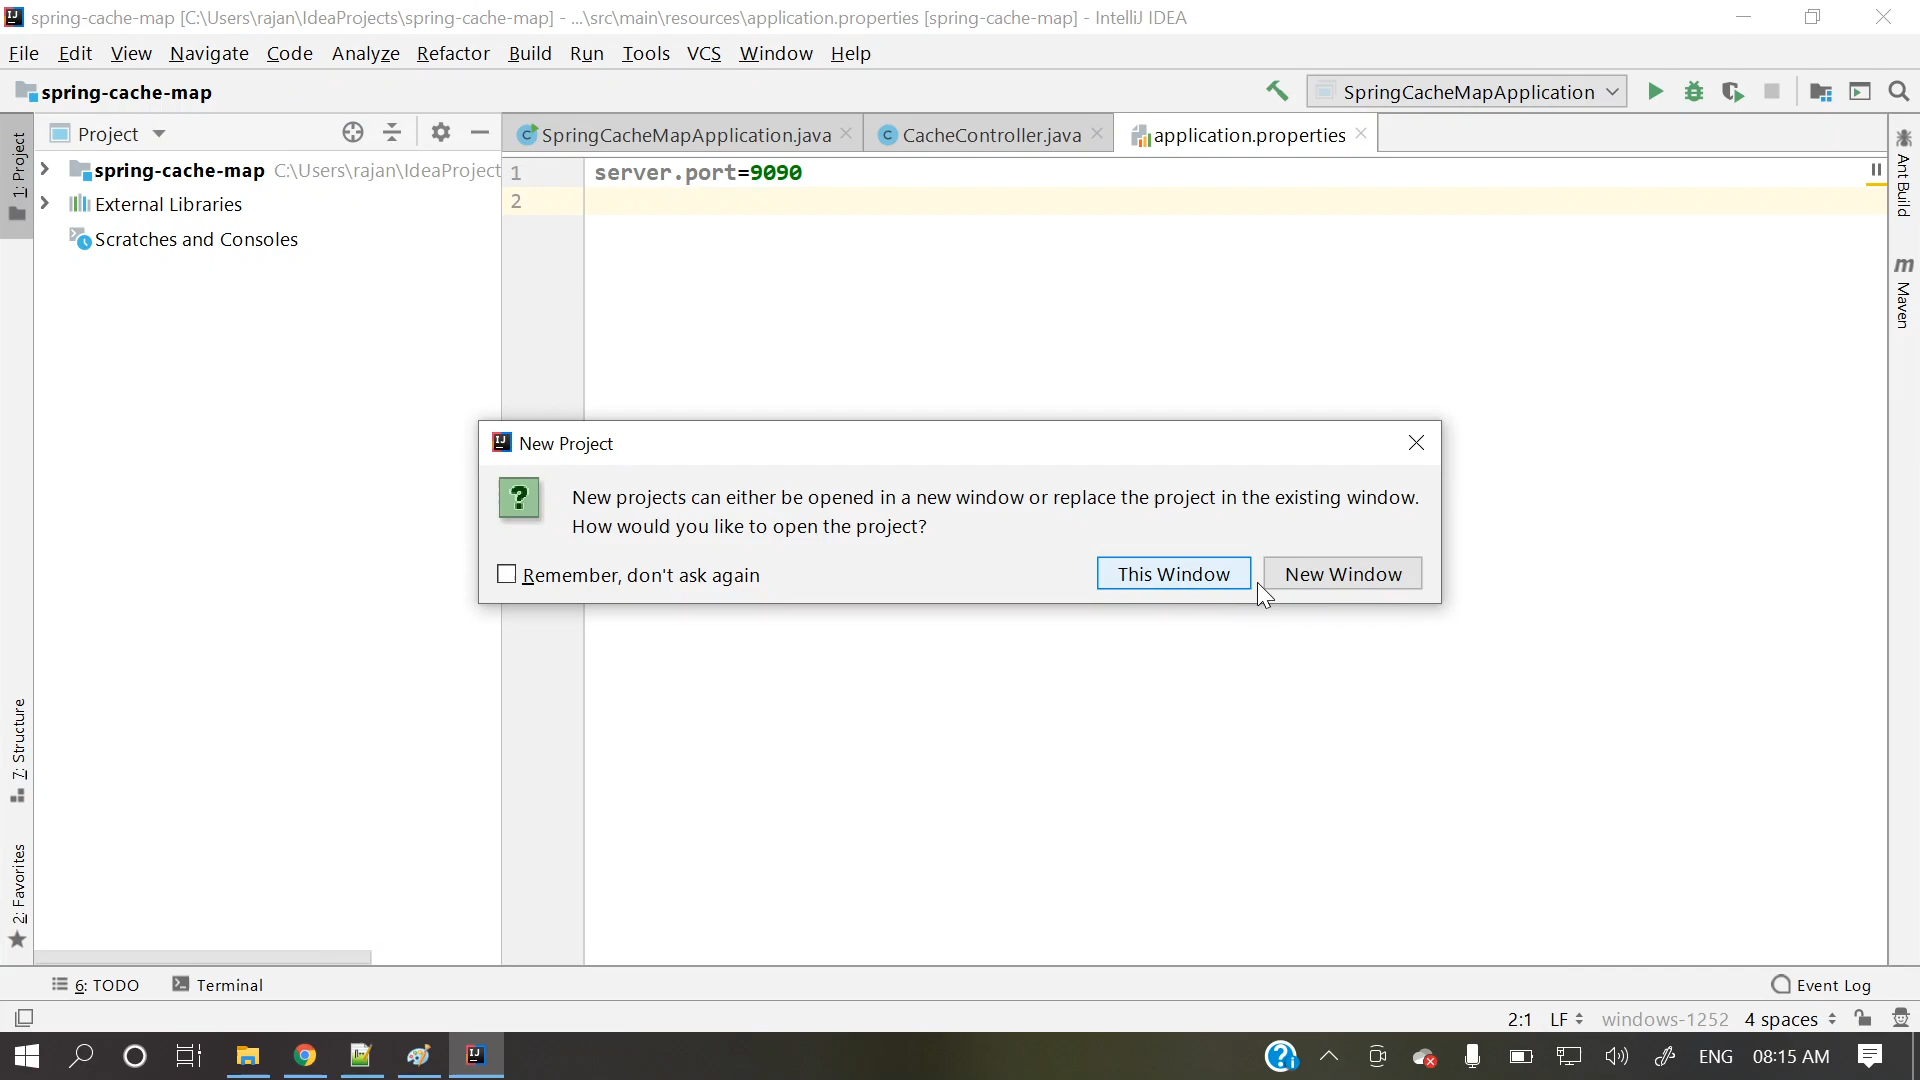 spring-cache-map [C:\Users\rajan\IdeaProjects\spring-cache-map] - ...\src\main\resources\application.properties [spring-cache-map] - IntelliJ IDEA
File Edit View Navigate Code Analyze Refactor Build Run Tools VCS Window Help
spring-cache-map
SpringCacheMapApplication
1: Project
Project
SpringCacheMapApplication.java
CacheController.java
application.properties
spring-cache-map C:\Users\rajan\IdeaProject
External Libraries
Scratches and Consoles
1 server.port=9090
2
Ant Build
Maven
New Project
New projects can either be opened in a new window or replace the project in the existing window.
How would you like to open the project?
Remember, don't ask again
This Window
New Window
7: Structure
2: Favorites
6: TODO
Terminal
Event Log
2:1 LF windows-1252 4 spaces
ENG 08:15 AM